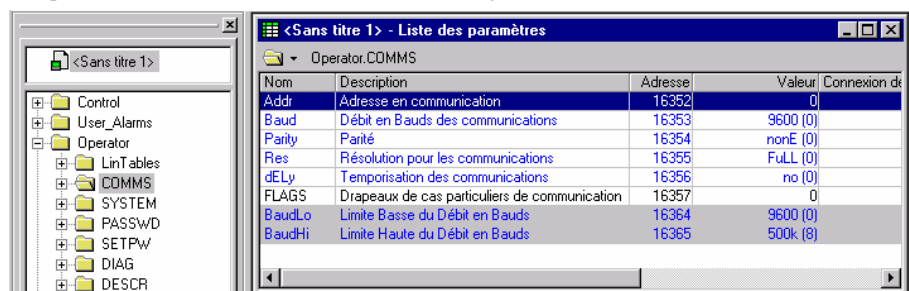 <Sans titre 1>
Control
User_Alarms
Operator
LinTables
COMMS
SYSTEM
PASSWD
SETPW
DIAG
DESCR
<Sans titre 1> - Liste des paramètres
Operator.COMMS
Nom Description Adresse Valeur Connexion de
Addr Adresse en communication 16352 0
Baud Débit en Bauds des communications 16353 9600 (0)
Parity Parité 16354 nonE (0)
Res Résolution pour les communications 16355 FuLL (0)
dELy Temporisation des communications 16356 no (0)
FLAGS Drapeaux de cas particuliers de communication 16357 0
BaudLo Limite Basse du Débit en Bauds 16364 9600 (0)
BaudHi Limite Haute du Débit en Bauds 16365 500k (8)